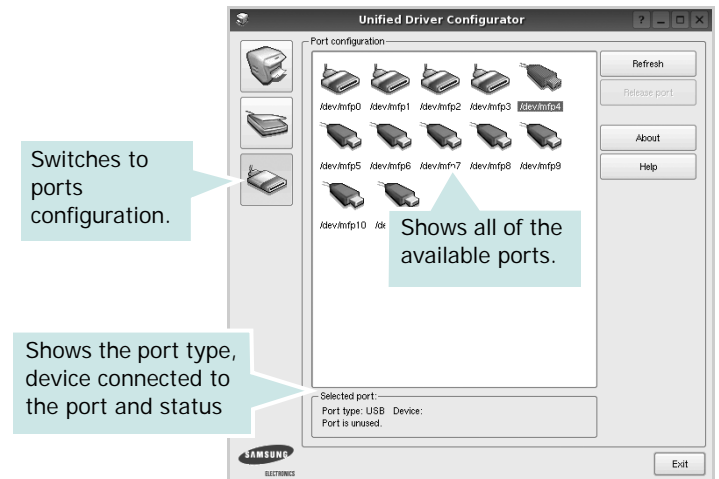 Unified Driver Configurator
Port configuration
/dev/mfp0 /dev/mfp1 /dev/mfp2 /dev/mfp3 /dev/mfp4
/dev/mfp5 /dev/mfp6 /dev/mfp7 /dev/mfp8 /dev/mfp9
/dev/mfp10
Refresh
Release port
About
Help
Switches to
ports
configuration.
Shows all of the
available ports.
Shows the port type,
device connected to
the port and status
Selected port:
Port type: USB Device:
Port is unused.
SAMSUNG
ELECTRONICS
Exit